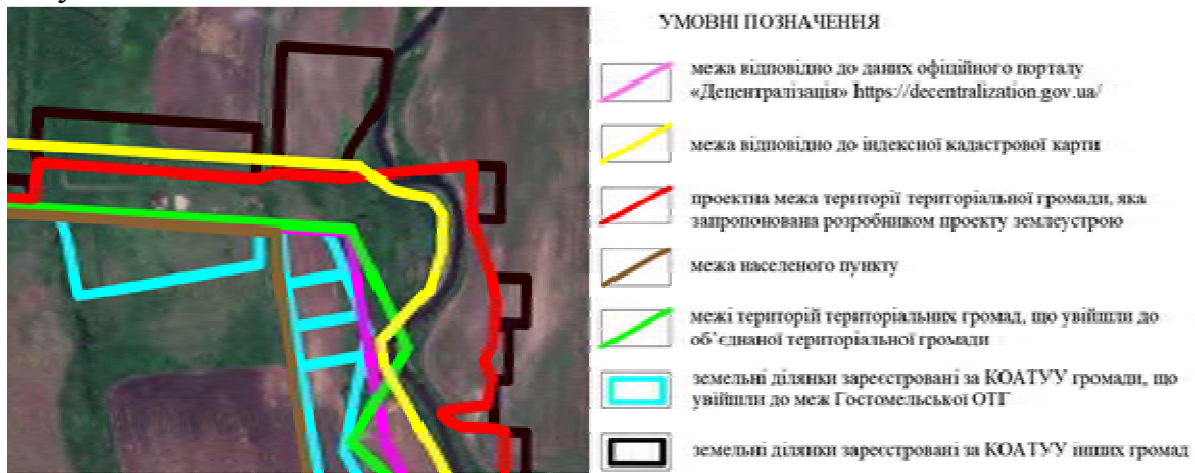 УМОВНІ ПОЗНАЧЕННЯ
межа відповідно до даних офіційного порталу
«Децентралізація» https://decentralization.gov.ua/
межа відповідно до індексної кадастрової карти
проектна межа території територіальної громади, яка
запропонована розробником проекту землеустрою
межа населеного пункту
межі територій територіальних громад, що увійшли до
об’єднаної територіальної громади
земельні ділянки зареєстровані за КОАТУУ громади, що
увійшли до меж Гостомельської ОТГ
земельні ділянки зареєстровані за КОАТУУ інших громад